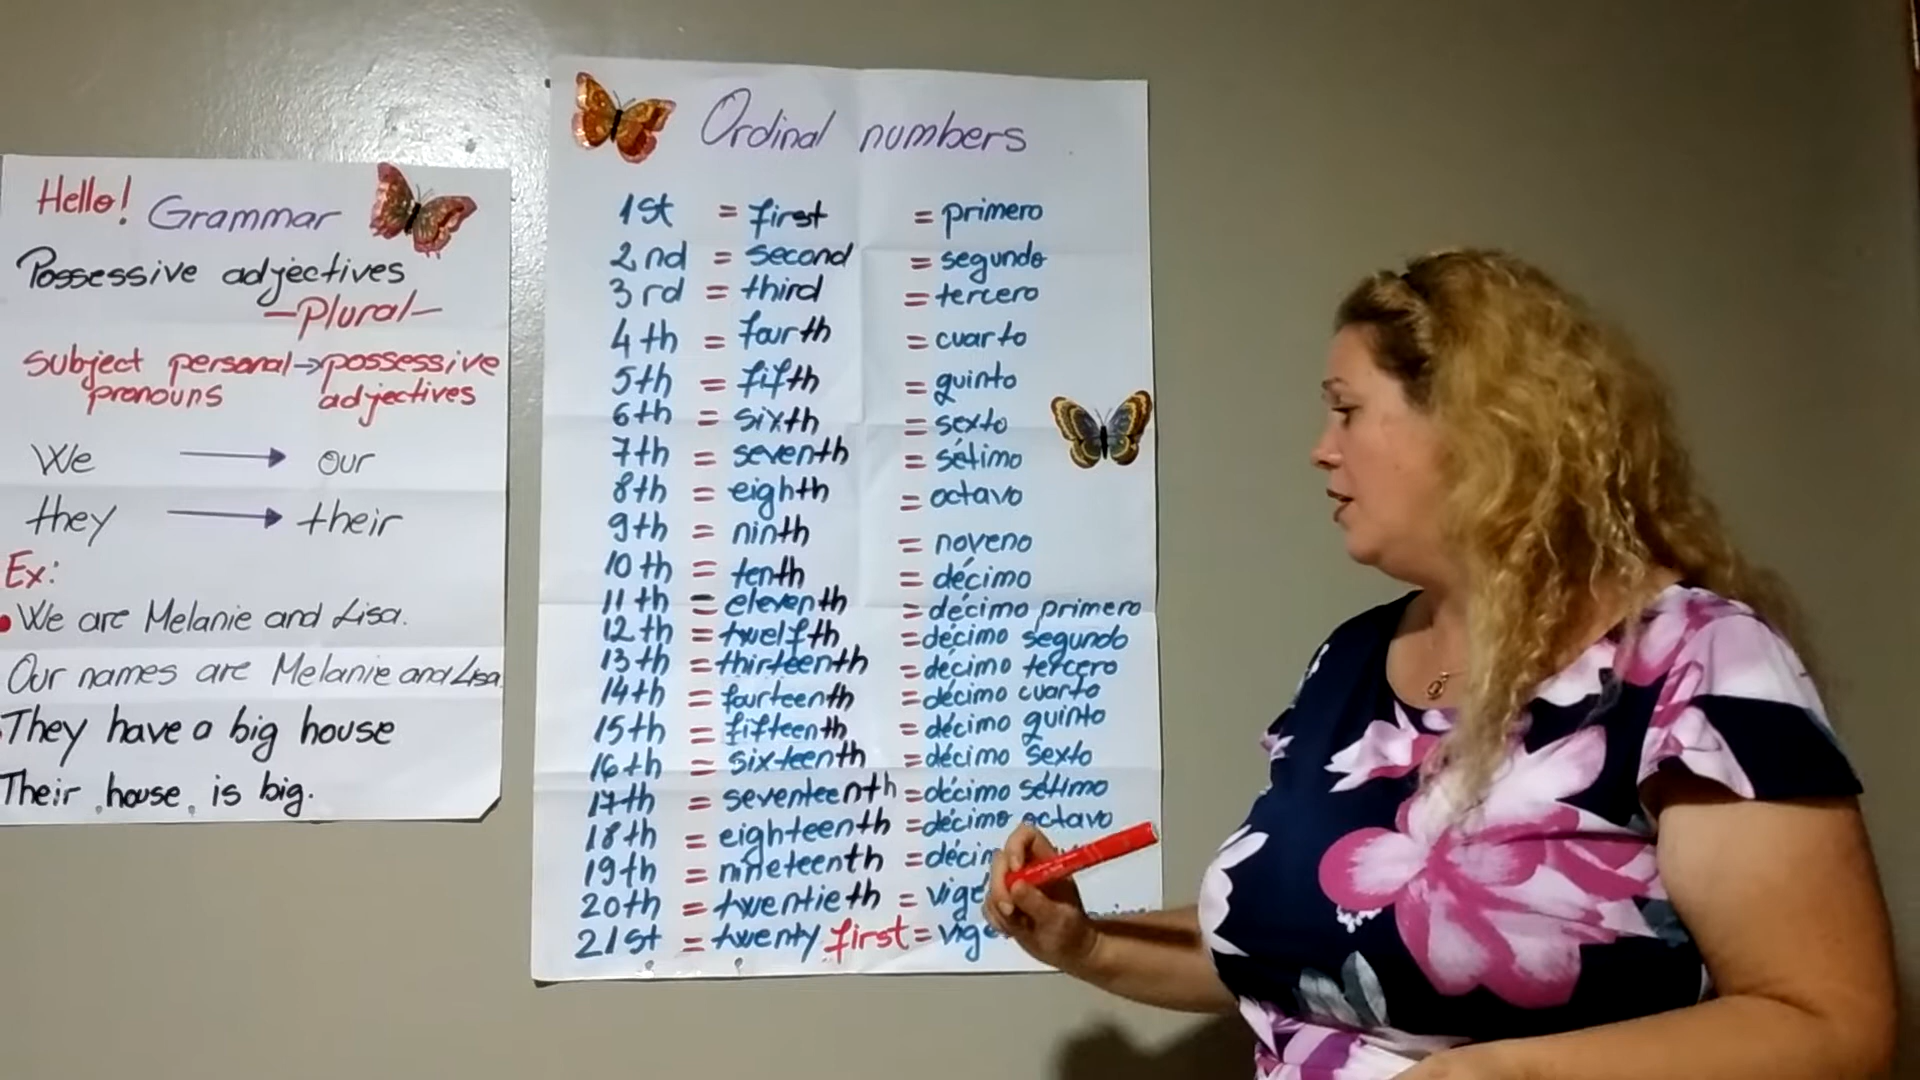 Hello! Grammar
Possessive adjectives
-Plural-
subject personal → possessive
pronouns adjectives
We → our
they → their
Ex:
We are Melanie and Lisa.
Our names are Melanie and Lisa.
They have a big house
Their house is big.
Ordinal numbers
1st = first = primero
2nd = second = segundo
3rd = third = tercero
4th = fourth = cuarto
5th = fifth = quinto
6th = sixth = sexto
7th = seventh = sétimo
8th = eighth = octavo
9th = ninth = noveno
10th = tenth = décimo
11th = eleventh = décimo primero
12th = twelfth = décimo segundo
13th = thirteenth = décimo tercero
14th = fourteenth = décimo cuarto
15th = fifteenth = décimo quinto
16th = sixteenth = décimo sexto
17th = seventeenth = décimo sétimo
18th = eighteenth = décimo octavo
19th = nineteenth =
20th = twentieth =
21st = twenty first =